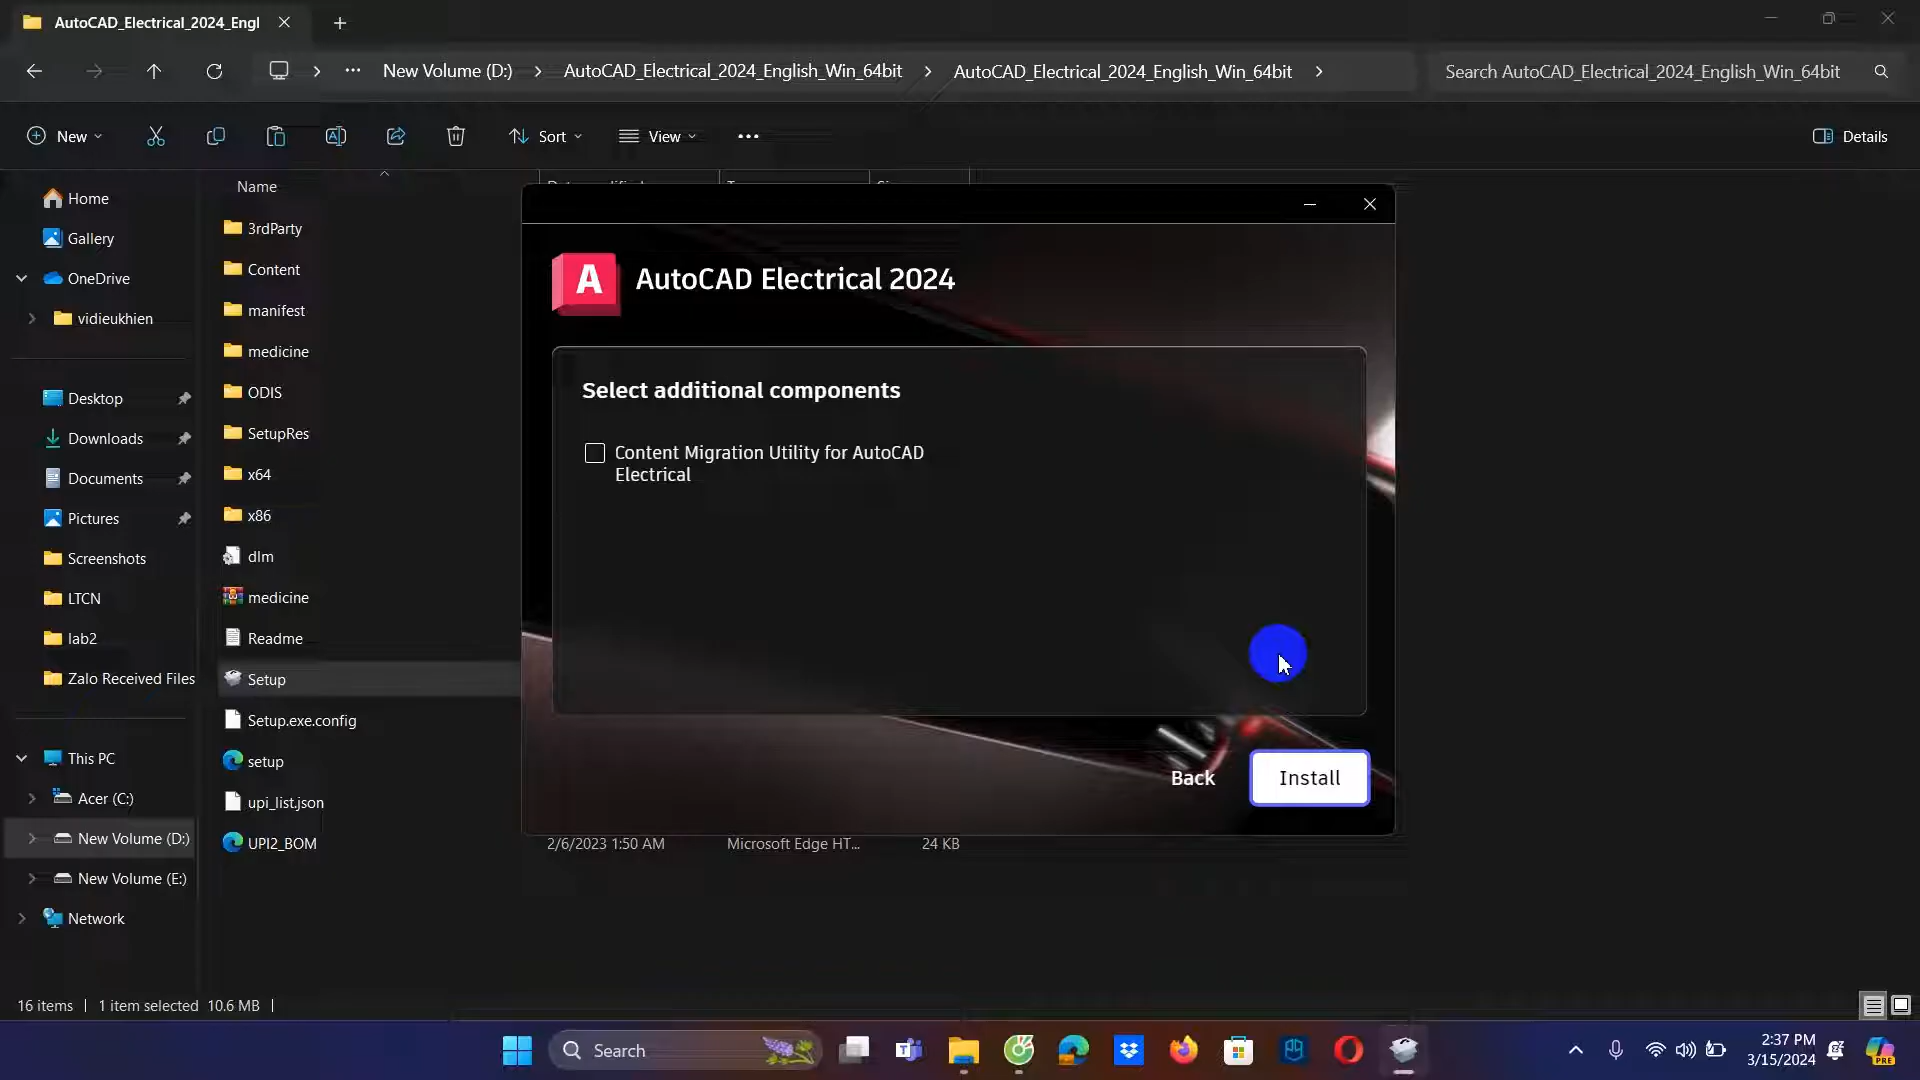 AutoCAD_Electrical_2024_Engl
New Volume (D:)
AutoCAD_Electrical_2024_English_Win_64bit
AutoCAD_Electrical_2024_English_Win_64bit
Search AutoCAD_Electrical_2024_English_Win_64bit
New
Sort
View
Details
Home
Gallery
OneDrive
vidieukhien
Desktop
Downloads
Documents
Pictures
Screenshots
LTCN
lab2
Zalo Received Files
This PC
Acer (C:)
New Volume (D:)
New Volume (E:)
Network
Name
3rdParty
Content
manifest
medicine
ODIS
SetupRes
x64
x86
dlm
medicine
Readme
Setup
Setup.exe.config
setup
upi_list.json
UPI2_BOM
2/6/2023 1:50 AM
Microsoft Edge HT...
24 KB
A
AutoCAD Electrical 2024
Select additional components
Content Migration Utility for AutoCAD
Electrical
Back
Install
16 items
1 item selected 10.6 MB
Search
2:37 PM
3/15/2024
PRE